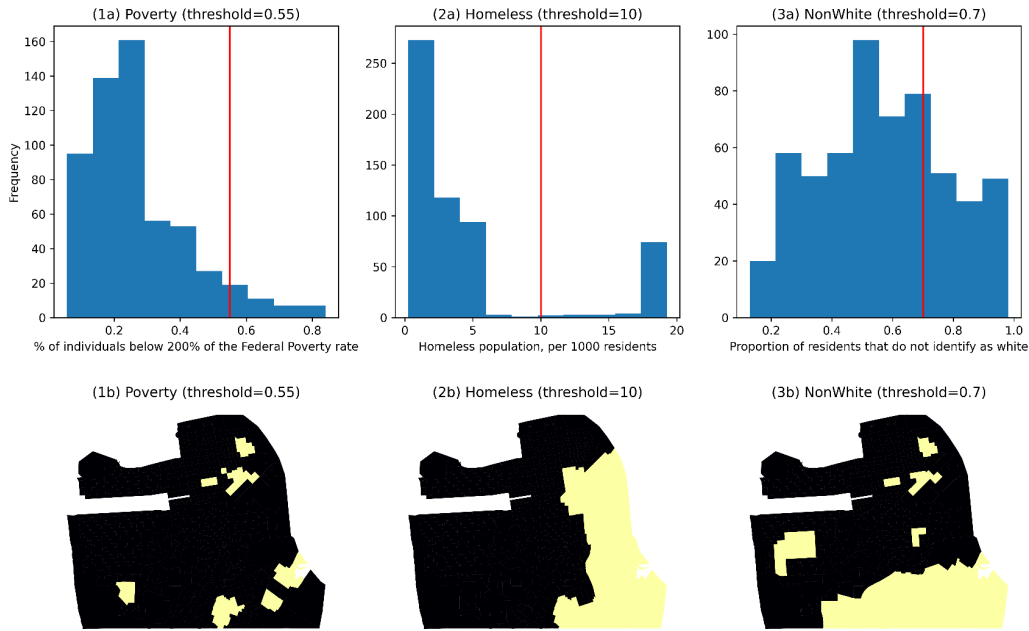 (1a) Poverty (threshold=0.55)
(2a) Homeless (threshold=10)
(3a) NonWhite (threshold=0.7)
Frequency
160
140
120
100
80
60
40
20
0
0.2 0.4 0.6 0.8
% of individuals below 200% of the Federal Poverty rate
250
200
150
100
50
0
0 5 10 15 20
Homeless population, per 1000 residents
100
80
60
40
20
0
0.2 0.4 0.6 0.8 1.0
Proportion of residents that do not identify as white
(1b) Poverty (threshold=0.55)
(2b) Homeless (threshold=10)
(3b) NonWhite (threshold=0.7)